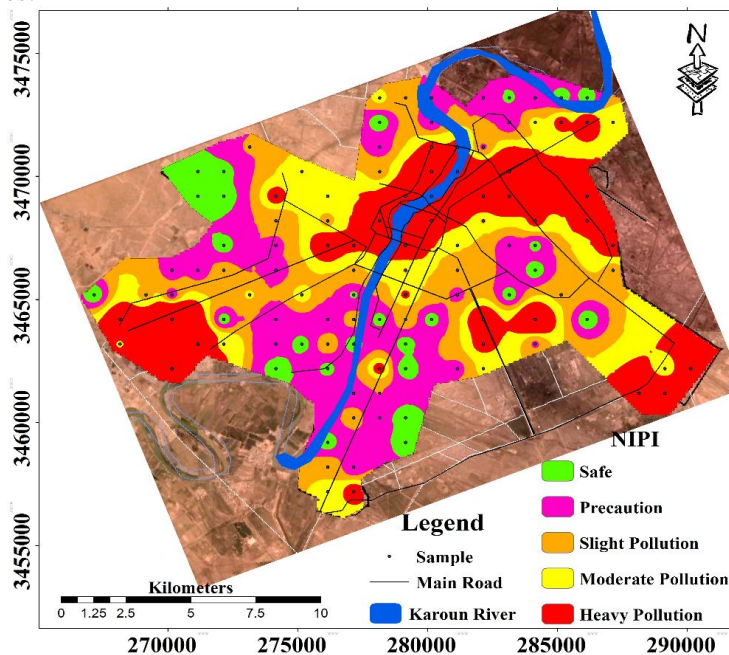 3475000
3470000
3465000
3460000
3455000
N
NIPI
Safe
Precaution
Slight Pollution
Moderate Pollution
Heavy Pollution
Legend
Sample
Main Road
Karoun River
Kilometers
0 1.25 2.5 5 7.5 10
270000 275000 280000 285000 290000